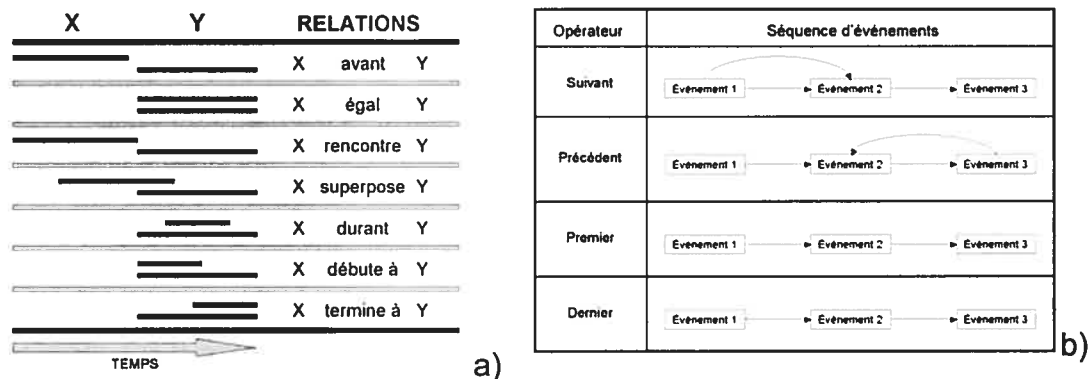 X Y RELATIONS
X avant Y
X égal Y
X rencontre Y
X superpose Y
X durant Y
X débute à Y
X termine à Y
TEMPS
a)
Opérateur Séquence d'événements
Suivant Événement 1 Événement 2 Événement 3
Précédent Événement 1 Événement 2 Événement 3
Premier Événement 1 Événement 2 Événement 3
Dernier Événement 1 Événement 2 Événement 3
b)